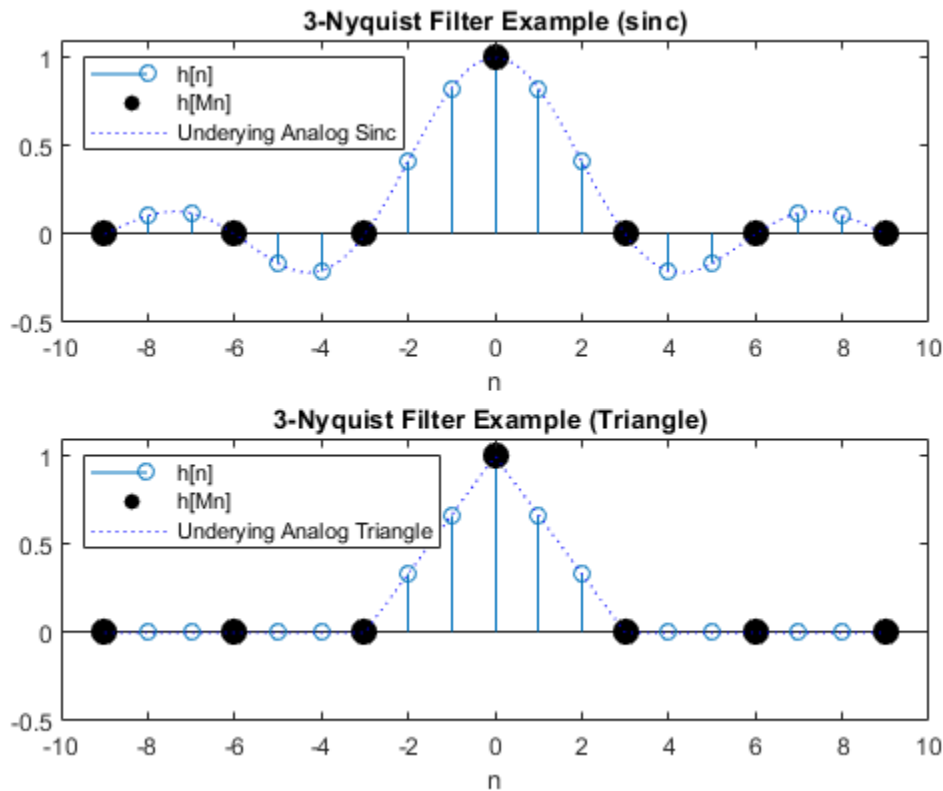 3-Nyquist Filter Example (sinc)
1
0.5
0
-0.5
h[n]
h[Mn]
Underying Analog Sinc
-10 -8 -6 -4 -2 0 2 4 6 8 10
n
3-Nyquist Filter Example (Triangle)
1
0.5
0
-0.5
h[n]
h[Mn]
Underying Analog Triangle
-10 -8 -6 -4 -2 0 2 4 6 8 10
n